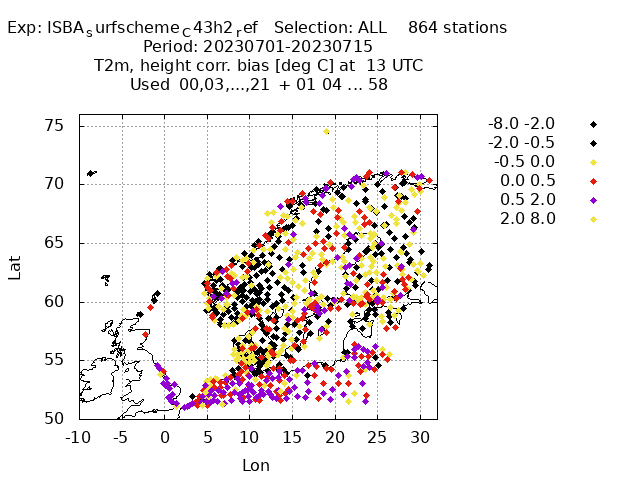 Exp: ISBAsurfschemeC43h2ref   Selection: ALL    864 stations
Period: 20230701-20230715
T2m, height corr. bias [deg C] at  13 UTC
Used  00,03,...,21  + 01 04 ... 58
-8.0 -2.0
-2.0 -0.5
-0.5 0.0
0.0 0.5
0.5 2.0
2.0 8.0
75
70
65
60
55
50
Lat
-10 -5 0 5 10 15 20 25 30
Lon